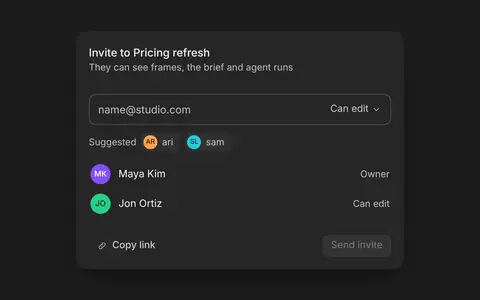 Invite to Pricing refresh
They can see frames, the brief and agent runs
name@studio.com Can edit
Suggested AR ari SL sam
MK Maya Kim Owner
JO Jon Ortiz Can edit
Copy link Send invite